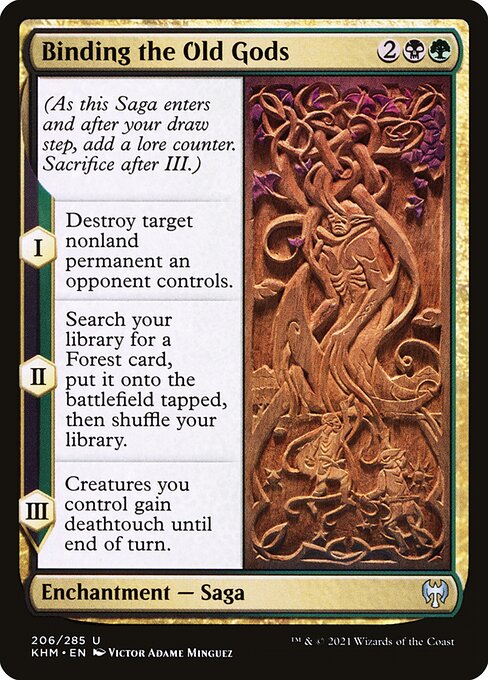 Binding the Old Gods 2
(As this Saga enters
and after your draw
step, add a lore counter.
Sacrifice after III.)
I
Destroy target
nonland
permanent an
opponent controls.
II
Search your
library for a
Forest card,
put it onto the
battlefield tapped,
then shuffle your
library.
III
Creatures you
control gain
deathtouch until
end of turn.
Enchantment — Saga
206/285 U
KHM • EN Victor Adame Minguez
™ & © 2021 Wizards of the Coast